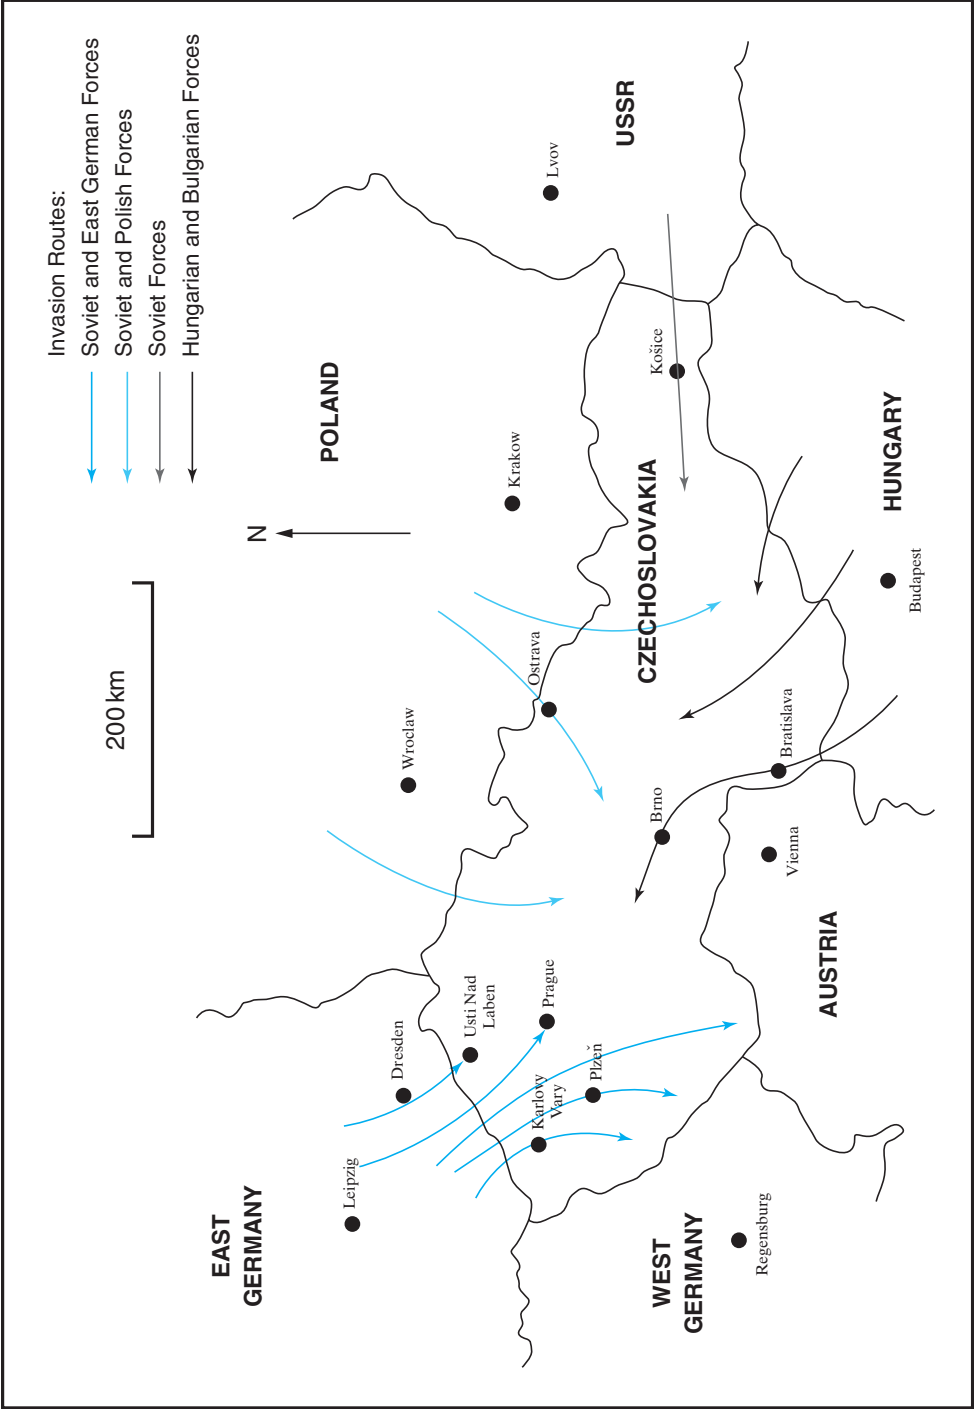 Invasion Routes:
Soviet and East German Forces
Soviet and Polish Forces
Soviet Forces
Hungarian and Bulgarian Forces
200 km
N
EAST
GERMANY
POLAND
USSR
Leipzig
Dresden
Wroclaw
Krakow
Lvov
Usti Nad
Laben
Prague
Ostrava
Karlovy
Vary
Plzeň
CZECHOSLOVAKIA
Košice
Brno
WEST
GERMANY
Regensburg
AUSTRIA
Vienna
Bratislava
HUNGARY
Budapest